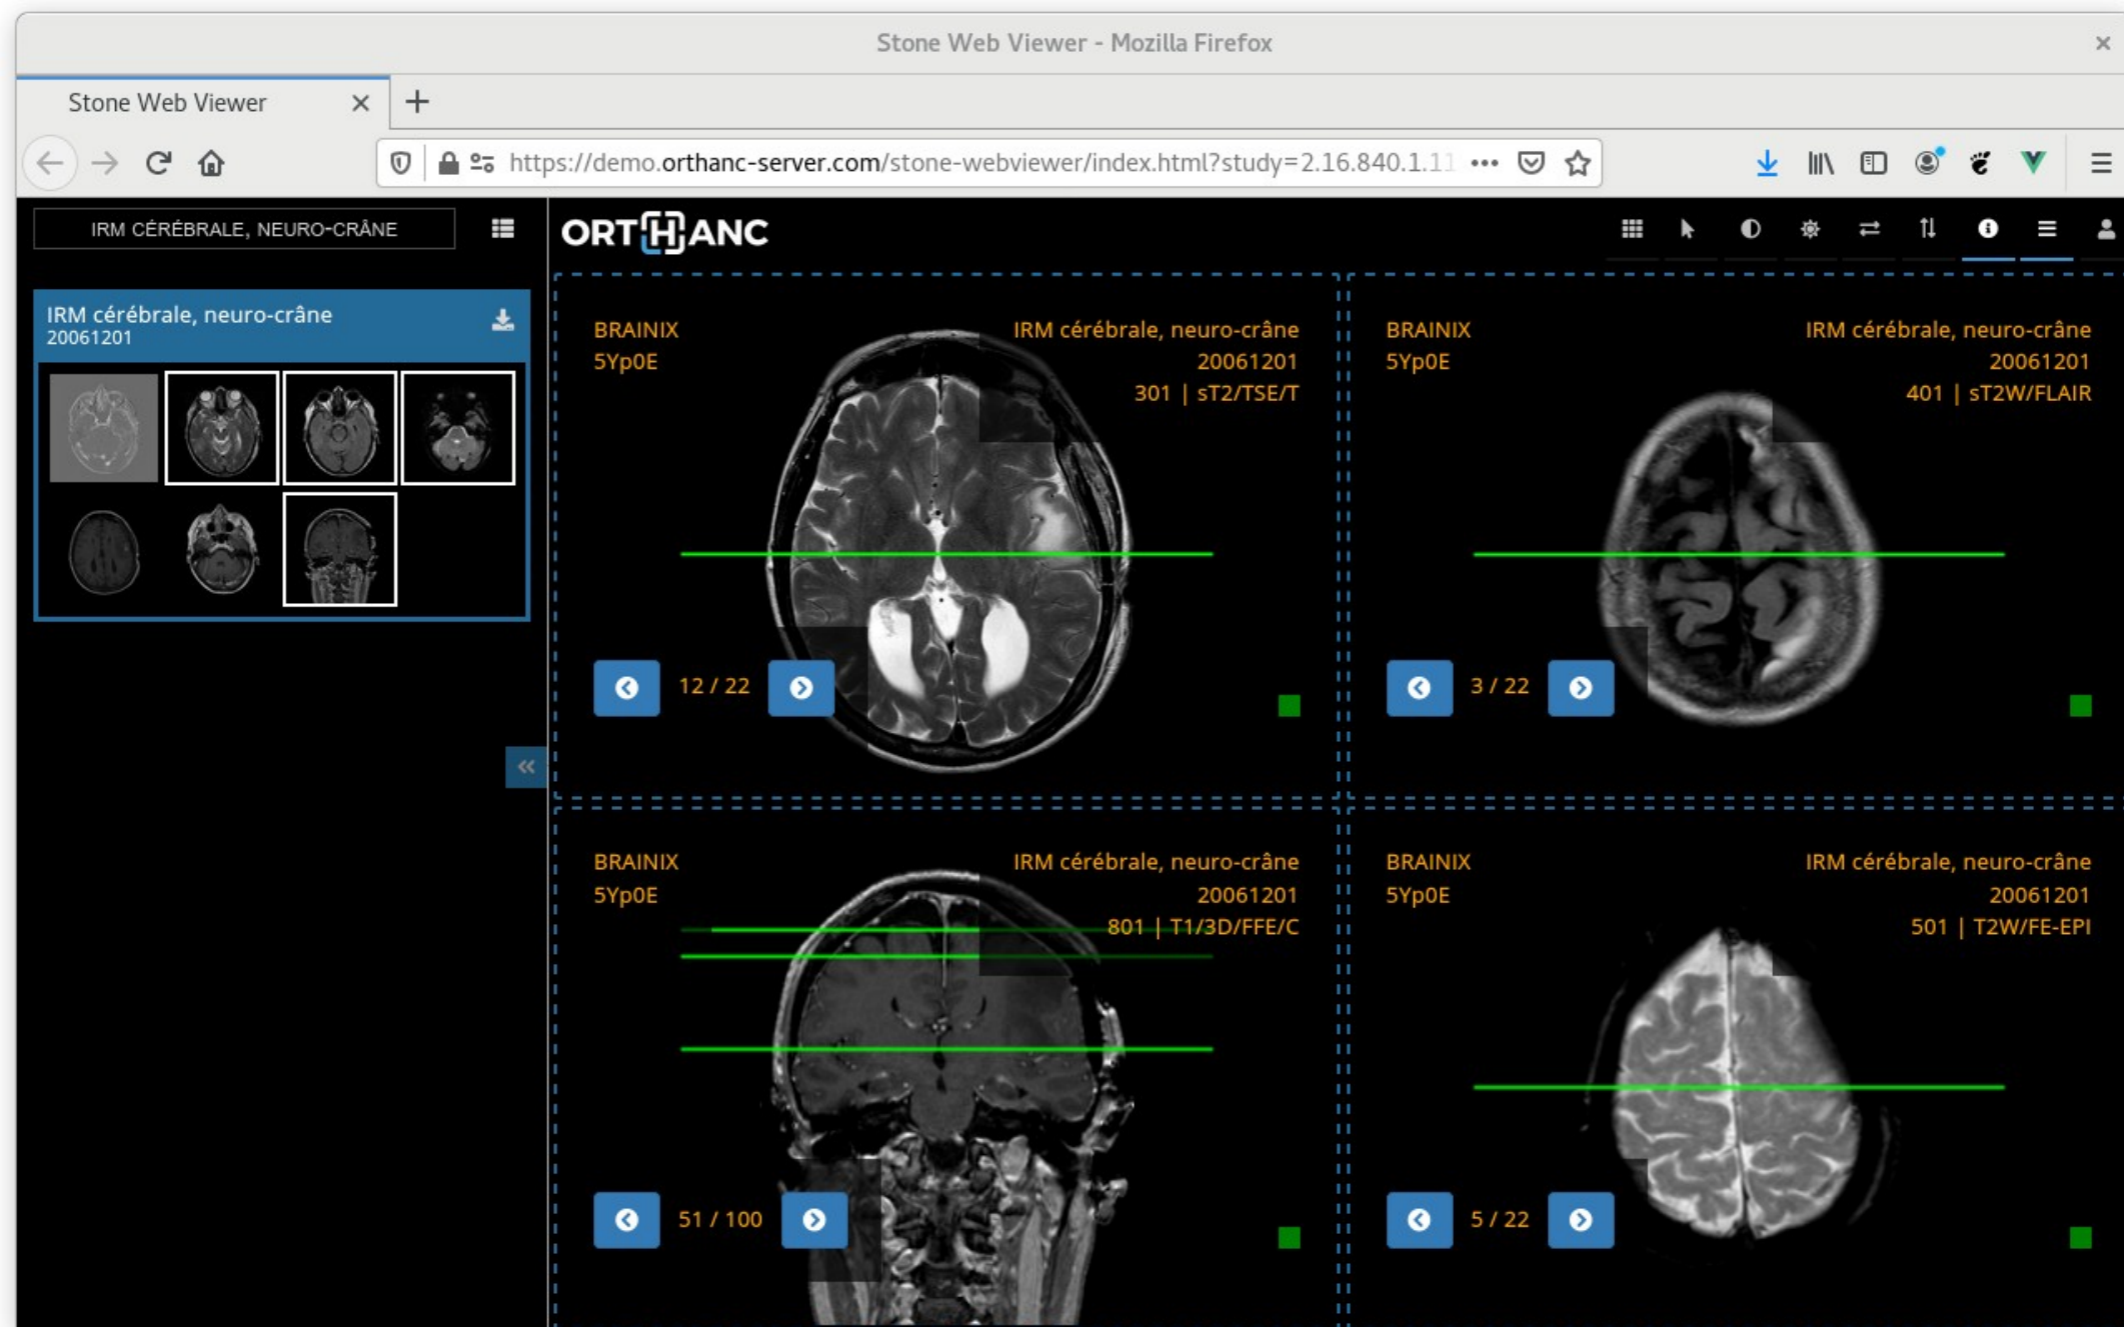 Stone Web Viewer - Mozilla Firefox
Stone Web Viewer
https://demo.orthanc-server.com/stone-webviewer/index.html?study=2.16.840.1.11
IRM CÉRÉBRALE, NEURO-CRÂNE
ORTHANC
IRM cérébrale, neuro-crâne
20061201
BRAINIX
5Yp0E
IRM cérébrale, neuro-crâne
20061201
301 | sT2/TSE/T
12 / 22
BRAINIX
5Yp0E
IRM cérébrale, neuro-crâne
20061201
401 | sT2W/FLAIR
3 / 22
BRAINIX
5Yp0E
IRM cérébrale, neuro-crâne
20061201
801 | T1/3D/FFE/C
51 / 100
BRAINIX
5Yp0E
IRM cérébrale, neuro-crâne
20061201
501 | T2W/FE-EPI
5 / 22